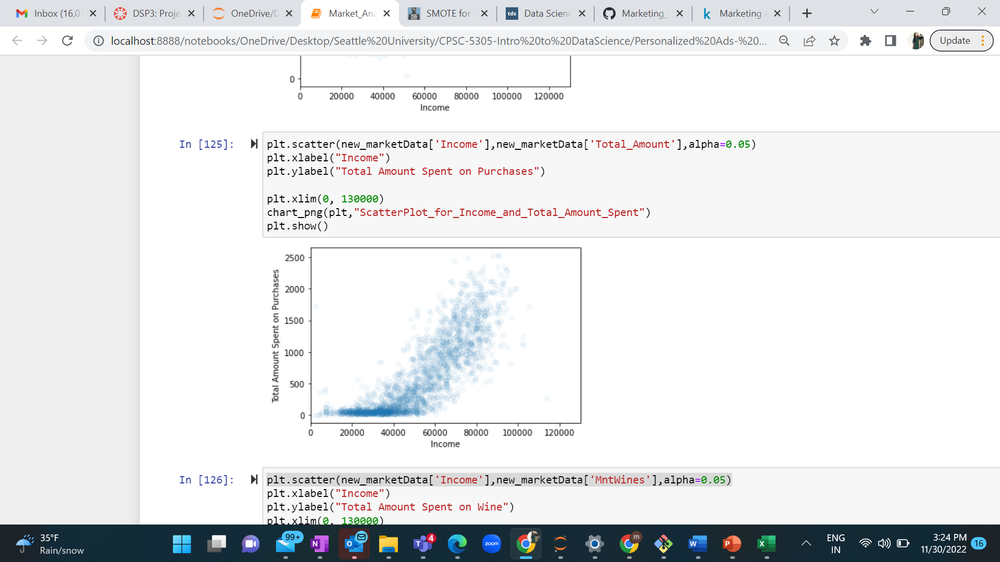 Inbox (16,0
DSP3: Proje
OneDrive/D
Market_Ana
SMOTE for
tds
Data Scienc
Marketing_
k
Marketing A
localhost:8888/notebooks/OneDrive/Desktop/Seattle%20University/CPSC-5305-Intro%20to%20DataScience/Personalized%20Ads-%20...
Update
0
0 20000 40000 60000 80000 100000 120000
Income
In [125]:
plt.scatter(new_marketData['Income'],new_marketData['Total_Amount'],alpha=0.05)
plt.xlabel("Income")
plt.ylabel("Total Amount Spent on Purchases")
plt.xlim(0, 130000)
chart_png(plt,"ScatterPlot_for_Income_and_Total_Amount_Spent")
plt.show()
Total Amount Spent on Purchases
2500
2000
1500
1000
500
0
0 20000 40000 60000 80000 100000 120000
Income
In [126]:
plt.scatter(new_marketData['Income'],new_marketData['MntWines'],alpha=0.05)
plt.xlabel("Income")
plt.ylabel("Total Amount Spent on Wine")
plt.xlim(0, 130000)
35°F
Rain/snow
99+
N
O
T
4
zoom
m
W
P
X
ENG
IN
3:24 PM
11/30/2022
16